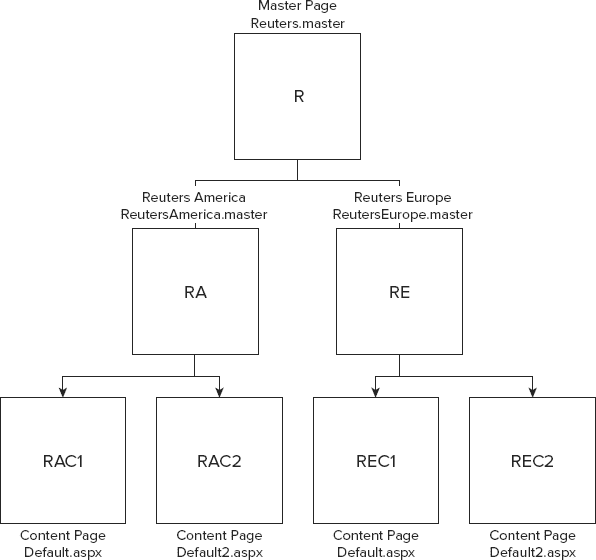 Master Page
Reuters.master
R
Reuters America
ReutersAmerica.master
Reuters Europe
ReutersEurope.master
RA
RE
RAC1
RAC2
REC1
REC2
Content Page
Default.aspx
Content Page
Default2.aspx
Content Page
Default.aspx
Content Page
Default2.aspx